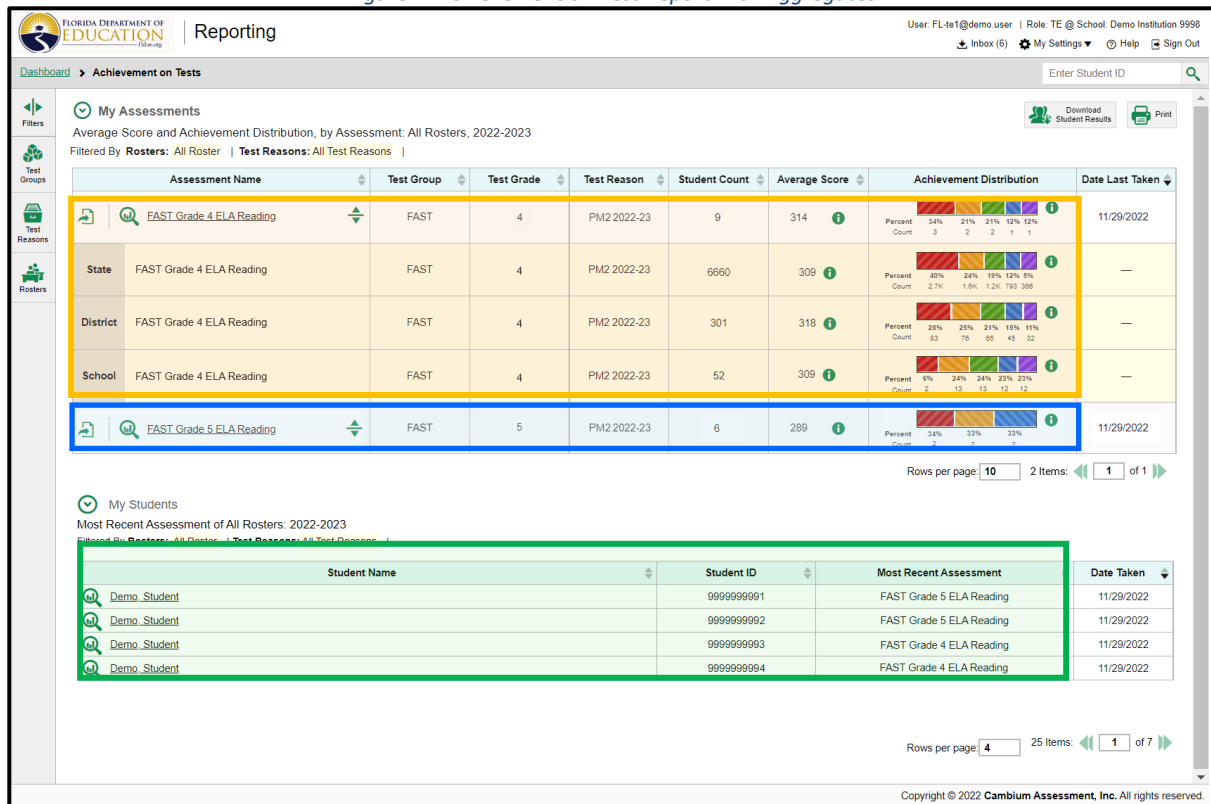 FLORIDA DEPARTMENT OF
EDUCATION
fldoe.org
Reporting
User: FL-te1@demo.user | Role: TE @ School: Demo Institution 9998
Inbox (6) My Settings▼ Help Sign Out
Dashboard > Achievement on Tests
Enter Student ID
Filters
Test Groups
Test Reasons
Rosters
My Assessments
Download Student Results
Print
Average Score and Achievement Distribution, by Assessment: All Rosters, 2022-2023
Filtered By Rosters: All Roster | Test Reasons: All Test Reasons |
Assessment Name Test Group Test Grade Test Reason Student Count Average Score Achievement Distribution Date Last Taken
FAST Grade 4 ELA Reading FAST 4 PM2 2022-23 9 314 11/29/2022
Percent 34% 21% 21% 12% 12%
Count 3 2 2 1 1
State FAST Grade 4 ELA Reading FAST 4 PM2 2022-23 6660 309 —
Percent 40% 24% 19% 12% 5%
Count 2.7K 1.6K 1.2K 793 386
District FAST Grade 4 ELA Reading FAST 4 PM2 2022-23 301 318 —
Percent 28% 25% 21% 15% 11%
Count 83 76 65 45 32
School FAST Grade 4 ELA Reading FAST 4 PM2 2022-23 52 309 —
Percent 6% 24% 24% 23% 23%
Count 2 13 13 12 12
FAST Grade 5 ELA Reading FAST 5 PM2 2022-23 6 289 11/29/2022
Percent 34% 33% 33%
Count 2 2 2
Rows per page: 10 2 Items: 1 of 1
My Students
Most Recent Assessment of All Rosters: 2022-2023
Filtered By Rosters: All Roster | Test Reasons: All Test Reasons |
Student Name Student ID Most Recent Assessment Date Taken
Demo, Student 9999999991 FAST Grade 5 ELA Reading 11/29/2022
Demo, Student 9999999992 FAST Grade 5 ELA Reading 11/29/2022
Demo, Student 9999999993 FAST Grade 4 ELA Reading 11/29/2022
Demo, Student 9999999994 FAST Grade 4 ELA Reading 11/29/2022
Rows per page: 4 25 Items: 1 of 7
Copyright © 2022 Cambium Assessment, Inc. All rights reserved.